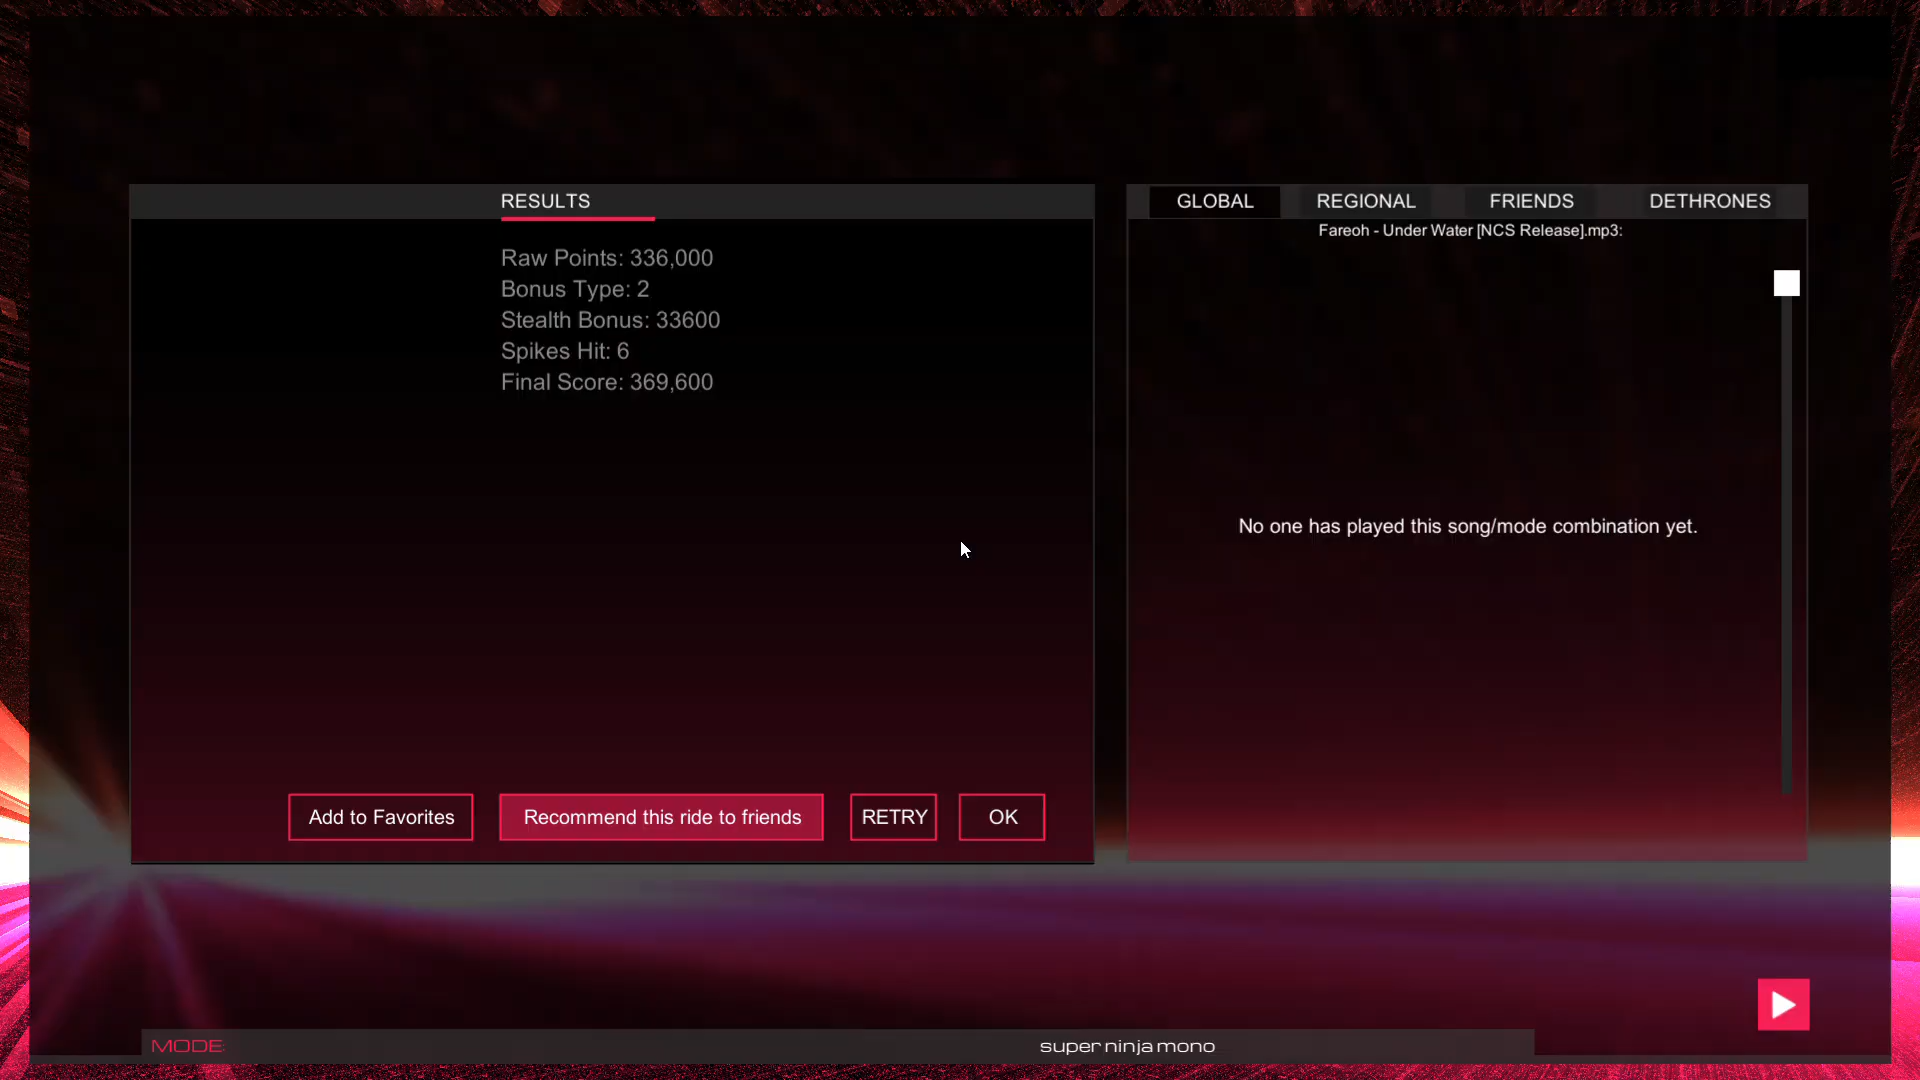 RESULTS
Raw Points: 336,000
Bonus Type: 2
Stealth Bonus: 33600
Spikes Hit: 6
Final Score: 369,600
Add to Favorites
Recommend this ride to friends
RETRY
OK
GLOBAL REGIONAL FRIENDS DETHRONES
Fareoh - Under Water [NCS Release].mp3:
No one has played this song/mode combination yet.
MODE: super ninja mono